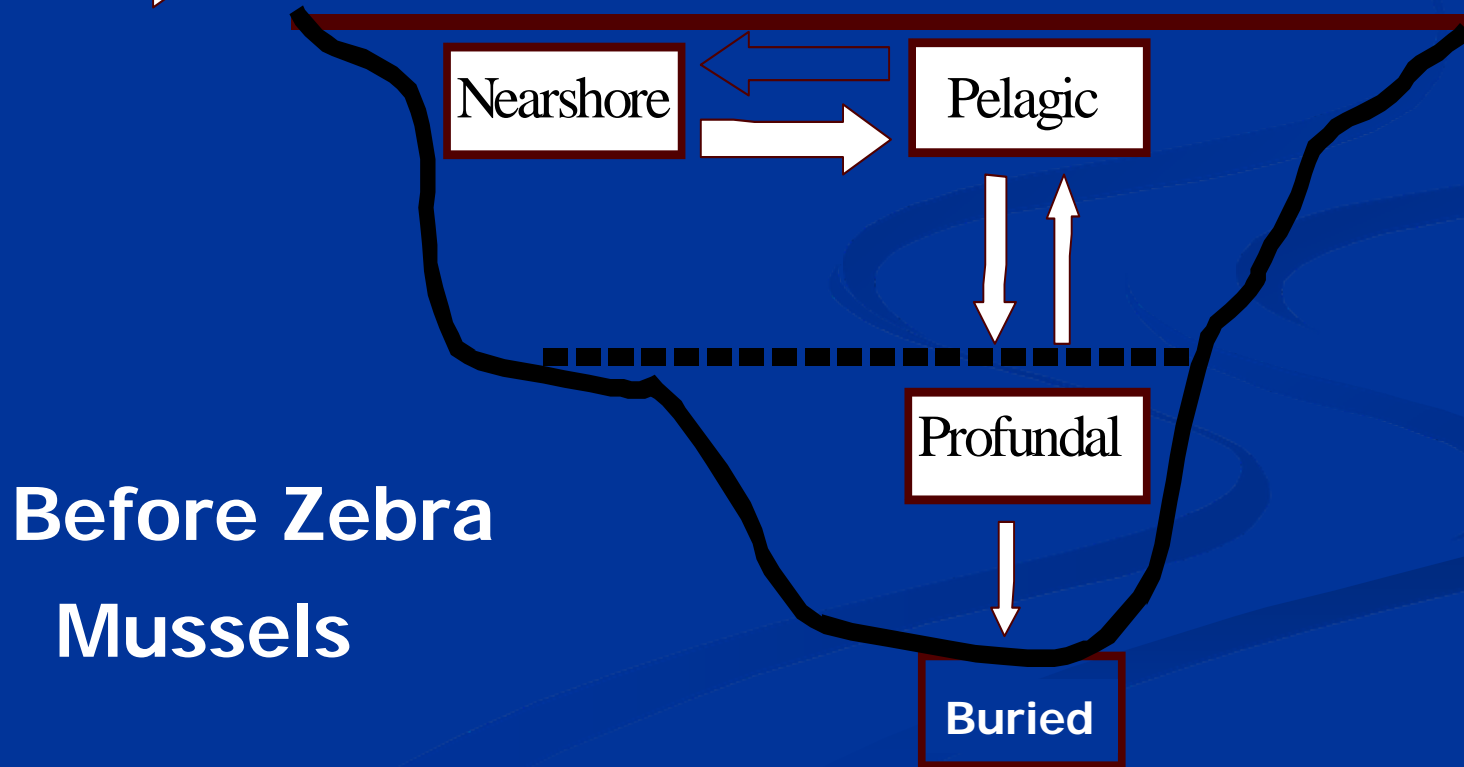 Nearshore
Pelagic
Profundal
Before Zebra
Mussels
Buried